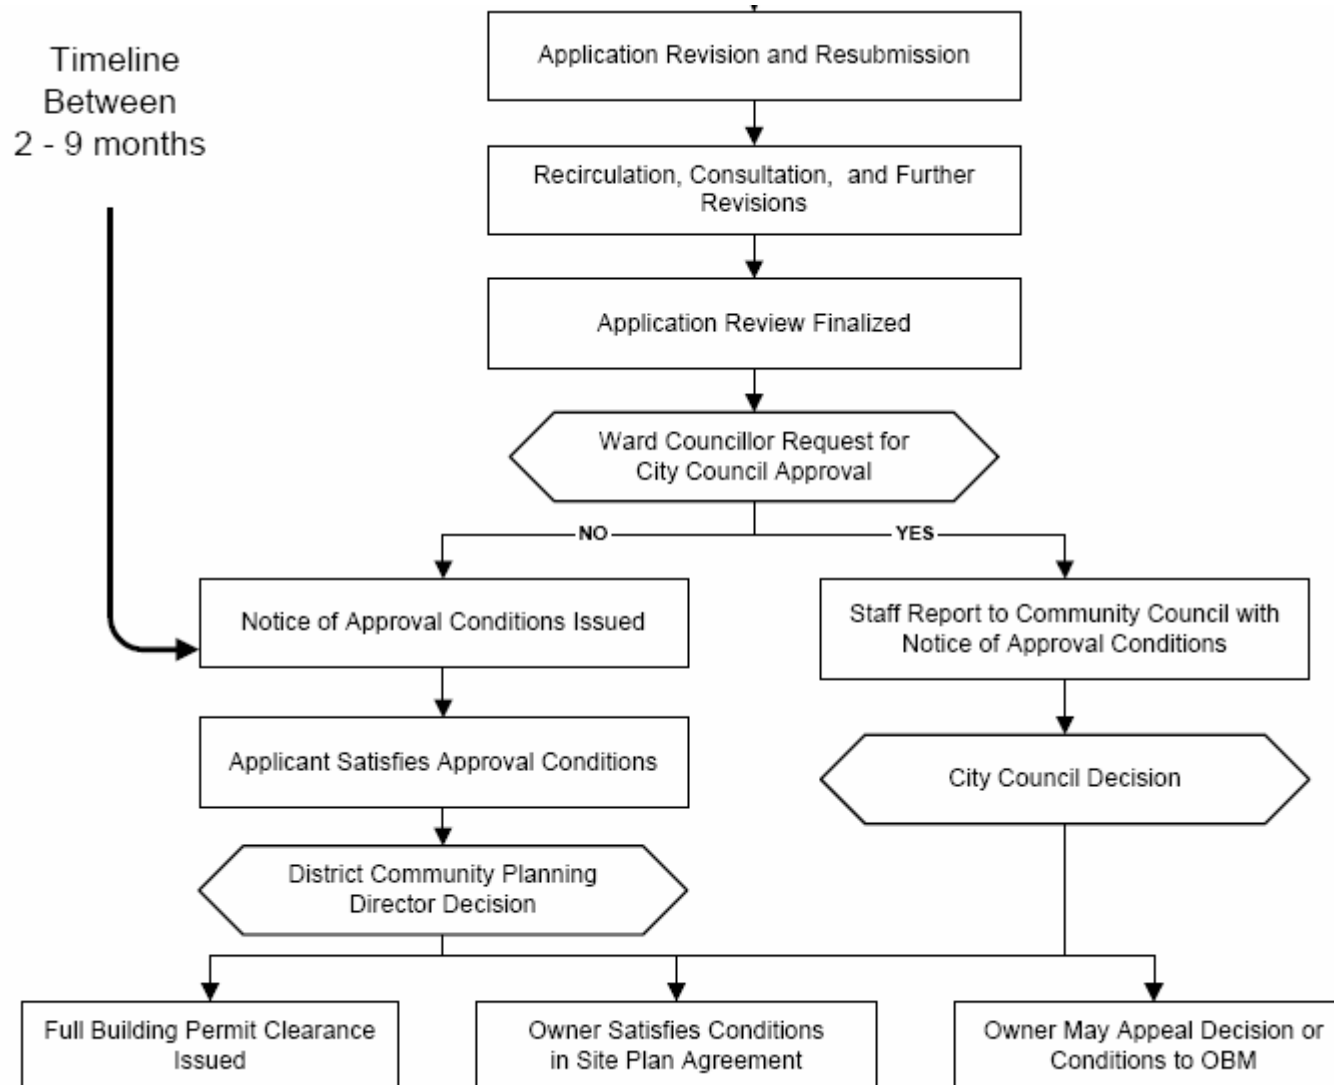 Timeline
Between
2 - 9 months
Application Revision and Resubmission
Recirculation, Consultation, and Further
Revisions
Application Review Finalized
Ward Councillor Request for
City Council Approval
NO
YES
Notice of Approval Conditions Issued
Staff Report to Community Council with
Notice of Approval Conditions
Applicant Satisfies Approval Conditions
City Council Decision
District Community Planning
Director Decision
Full Building Permit Clearance
Issued
Owner Satisfies Conditions
in Site Plan Agreement
Owner May Appeal Decision or
Conditions to OBM